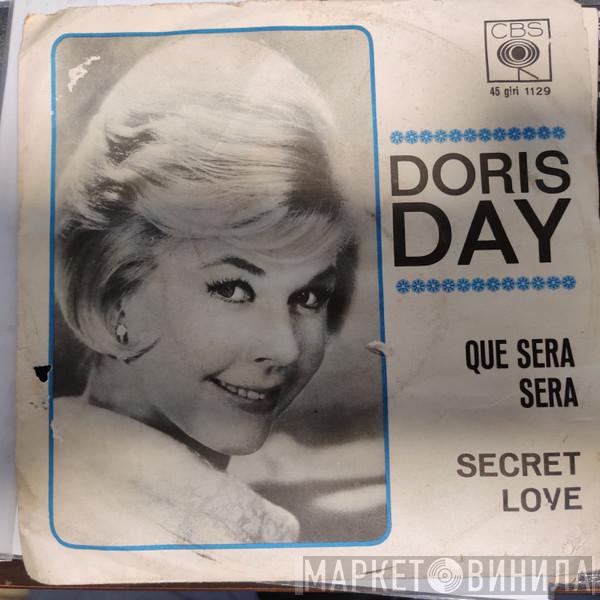 CBS
45 giri 1129
DORIS
DAY
QUE SERA
SERA
SECRET
LOVE
МАРКЕТ ВИНИЛА